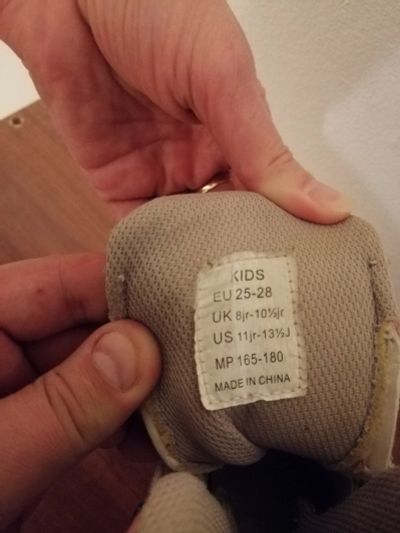 KIDS
EU 25-28
UK 8jr-10½jr
US 11jr-13½J
MP 165-180
MADE IN CHINA